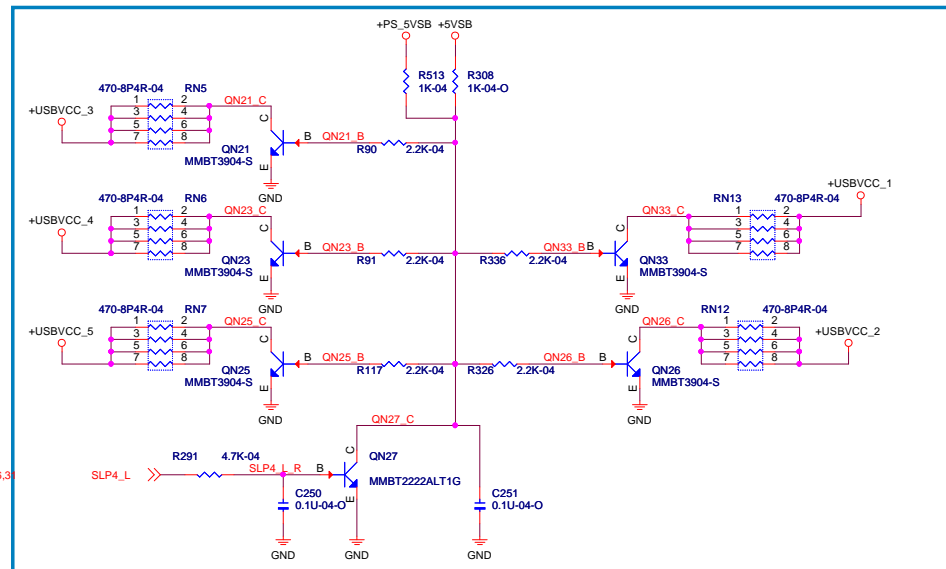 +PS_5VSB +5VSB
R513 R308
1K-04 1K-04-O
470-8P4R-04 RN5
+USBVCC_3
1 2
3 4
5 6
7 8
QN21_C
C
QN21
MMBT3904-S
B
E
QN21_B
R90 2.2K-04
GND
470-8P4R-04 RN6
+USBVCC_4
1 2
3 4
5 6
7 8
QN23_C
C
QN23
MMBT3904-S
B
E
QN23_B
R91 2.2K-04
GND
R336 2.2K-04
QN33_B
B
C
E
QN33_C
QN33
MMBT3904-S
GND
RN13 470-8P4R-04
1 2
3 4
5 6
7 8
+USBVCC_1
470-8P4R-04 RN7
+USBVCC_5
1 2
3 4
5 6
7 8
QN25_C
C
QN25
MMBT3904-S
B
E
QN25_B
R117 2.2K-04
GND
R326 2.2K-04
QN26_B
B
C
E
QN26_C
QN26
MMBT3904-S
GND
RN12 470-8P4R-04
1 2
3 4
5 6
7 8
+USBVCC_2
QN27_C
R291 4.7K-04
SLP4_L
SLP4_L_R
B
C
E
QN27
MMBT2222ALT1G
C250
0.1U-04-O
C251
0.1U-04-O
GND GND GND